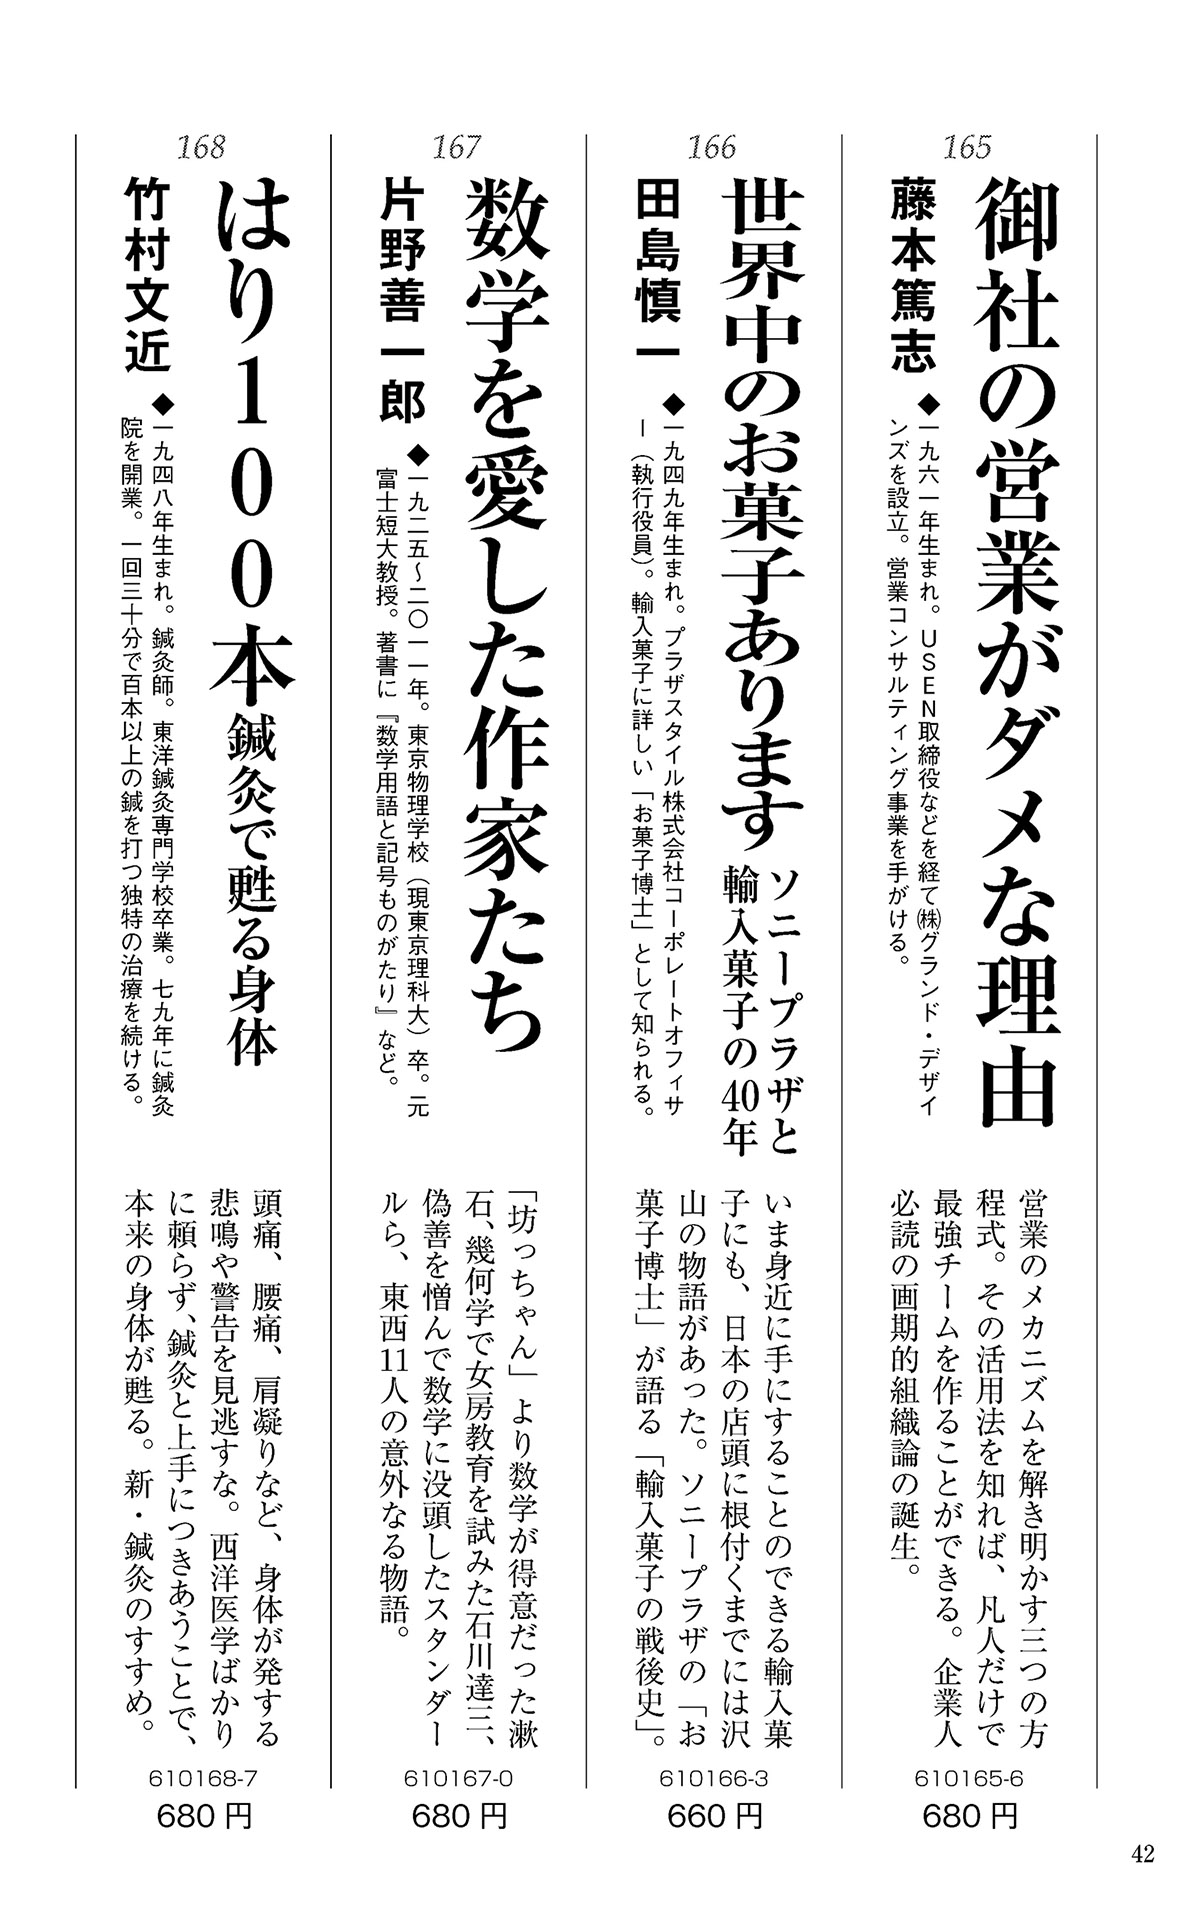 165
御社の営業がダメな理由
藤本篤志
◆一九六一年生まれ。USEN取締役などを経て㈱グランド・デザイ
ンズを設立。営業コンサルティング事業を手がける。
営業のメカニズムを解き明かす三つの方
程式。その活用法を知れば、凡人だけで
最強チームを作ることができる。企業人
必読の画期的組織論の誕生。
610165-6
680円
166
世界中のお菓子あります
ソニープラザと
輸入菓子の40年
田島慎一
◆一九四九年生まれ。プラザスタイル株式会社コーポレートオフィサ
ー（執行役員）。輸入菓子に詳しい「お菓子博士」として知られる。
いま身近に手にすることのできる輸入菓
子にも、日本の店頭に根付くまでには沢
山の物語があった。ソニープラザの「お
菓子博士」が語る「輸入菓子の戦後史」。
610166-3
660円
167
数学を愛した作家たち
片野善一郎
◆一九二五〜二〇一一年。東京物理学校（現東京理科大）卒。元
富士短大教授。著書に『数学用語と記号ものがたり』など。
「坊っちゃん」より数学が得意だった漱
石、幾何学で女房教育を試みた石川達三、
偽善を憎んで数学に没頭したスタンダー
ルら、東西11人の意外なる物語。
610167-0
680円
168
はり100本 鍼灸で甦る身体
竹村文近
◆一九四八年生まれ。鍼灸師。東洋鍼灸専門学校卒業。七九年に鍼灸
院を開業。一回三十分で百本以上の鍼を打つ独特の治療を続ける。
頭痛、腰痛、肩凝りなど、身体が発する
悲鳴や警告を見逃すな。西洋医学ばかり
に頼らず、鍼灸と上手につきあうことで、
本来の身体が甦る。新・鍼灸のすすめ。
610168-7
680円
42